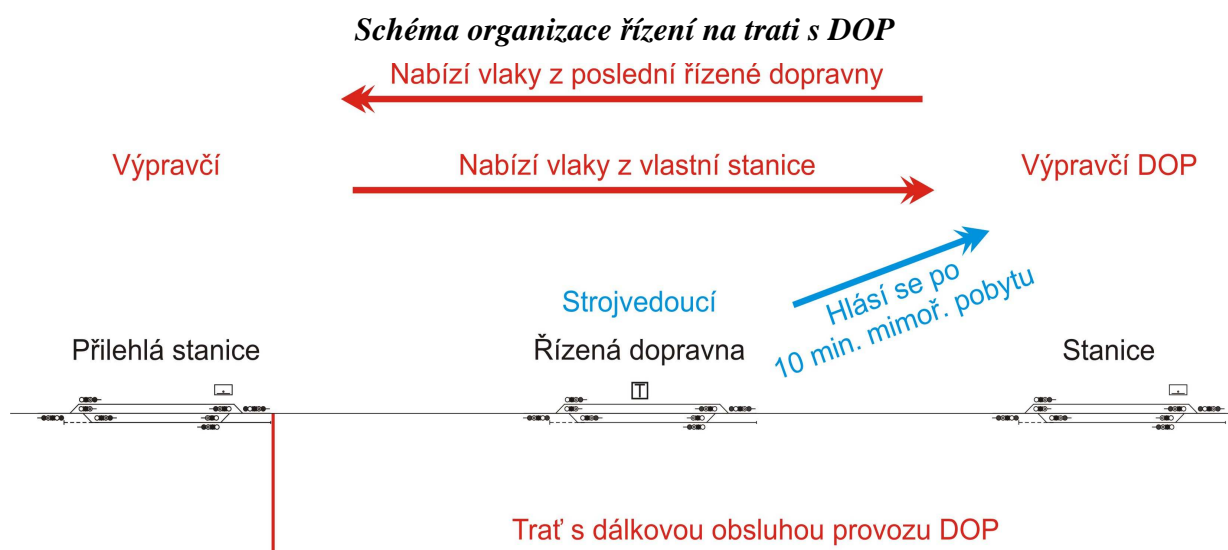 Schéma organizace řízení na trati s DOP
Nabízí vlaky z poslední řízené dopravny
Výpravčí
Nabízí vlaky z vlastní stanice
Výpravčí DOP
Strojvedoucí
Hlásí se po
10 min. mimoř. pobytu
Přilehlá stanice
Řízená dopravna
Stanice
T
Trať s dálkovou obsluhou provozu DOP